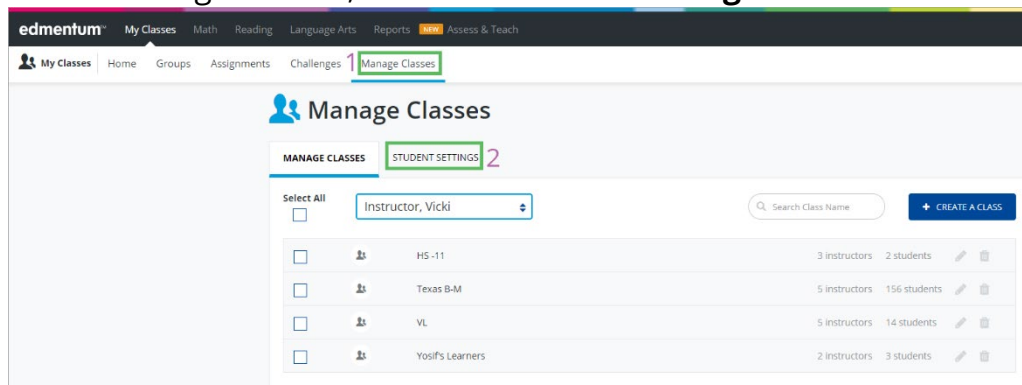 edmentum™ My Classes Math Reading Language Arts Reports NEW Assess & Teach
My Classes Home Groups Assignments Challenges 1 Manage Classes
Manage Classes
MANAGE CLASSES STUDENT SETTINGS 2
Select All Instructor, Vicki Search Class Name + CREATE A CLASS
HS -11 3 instructors 2 students
Texas B-M 5 instructors 156 students
VL 5 instructors 14 students
Yosif's Learners 2 instructors 3 students